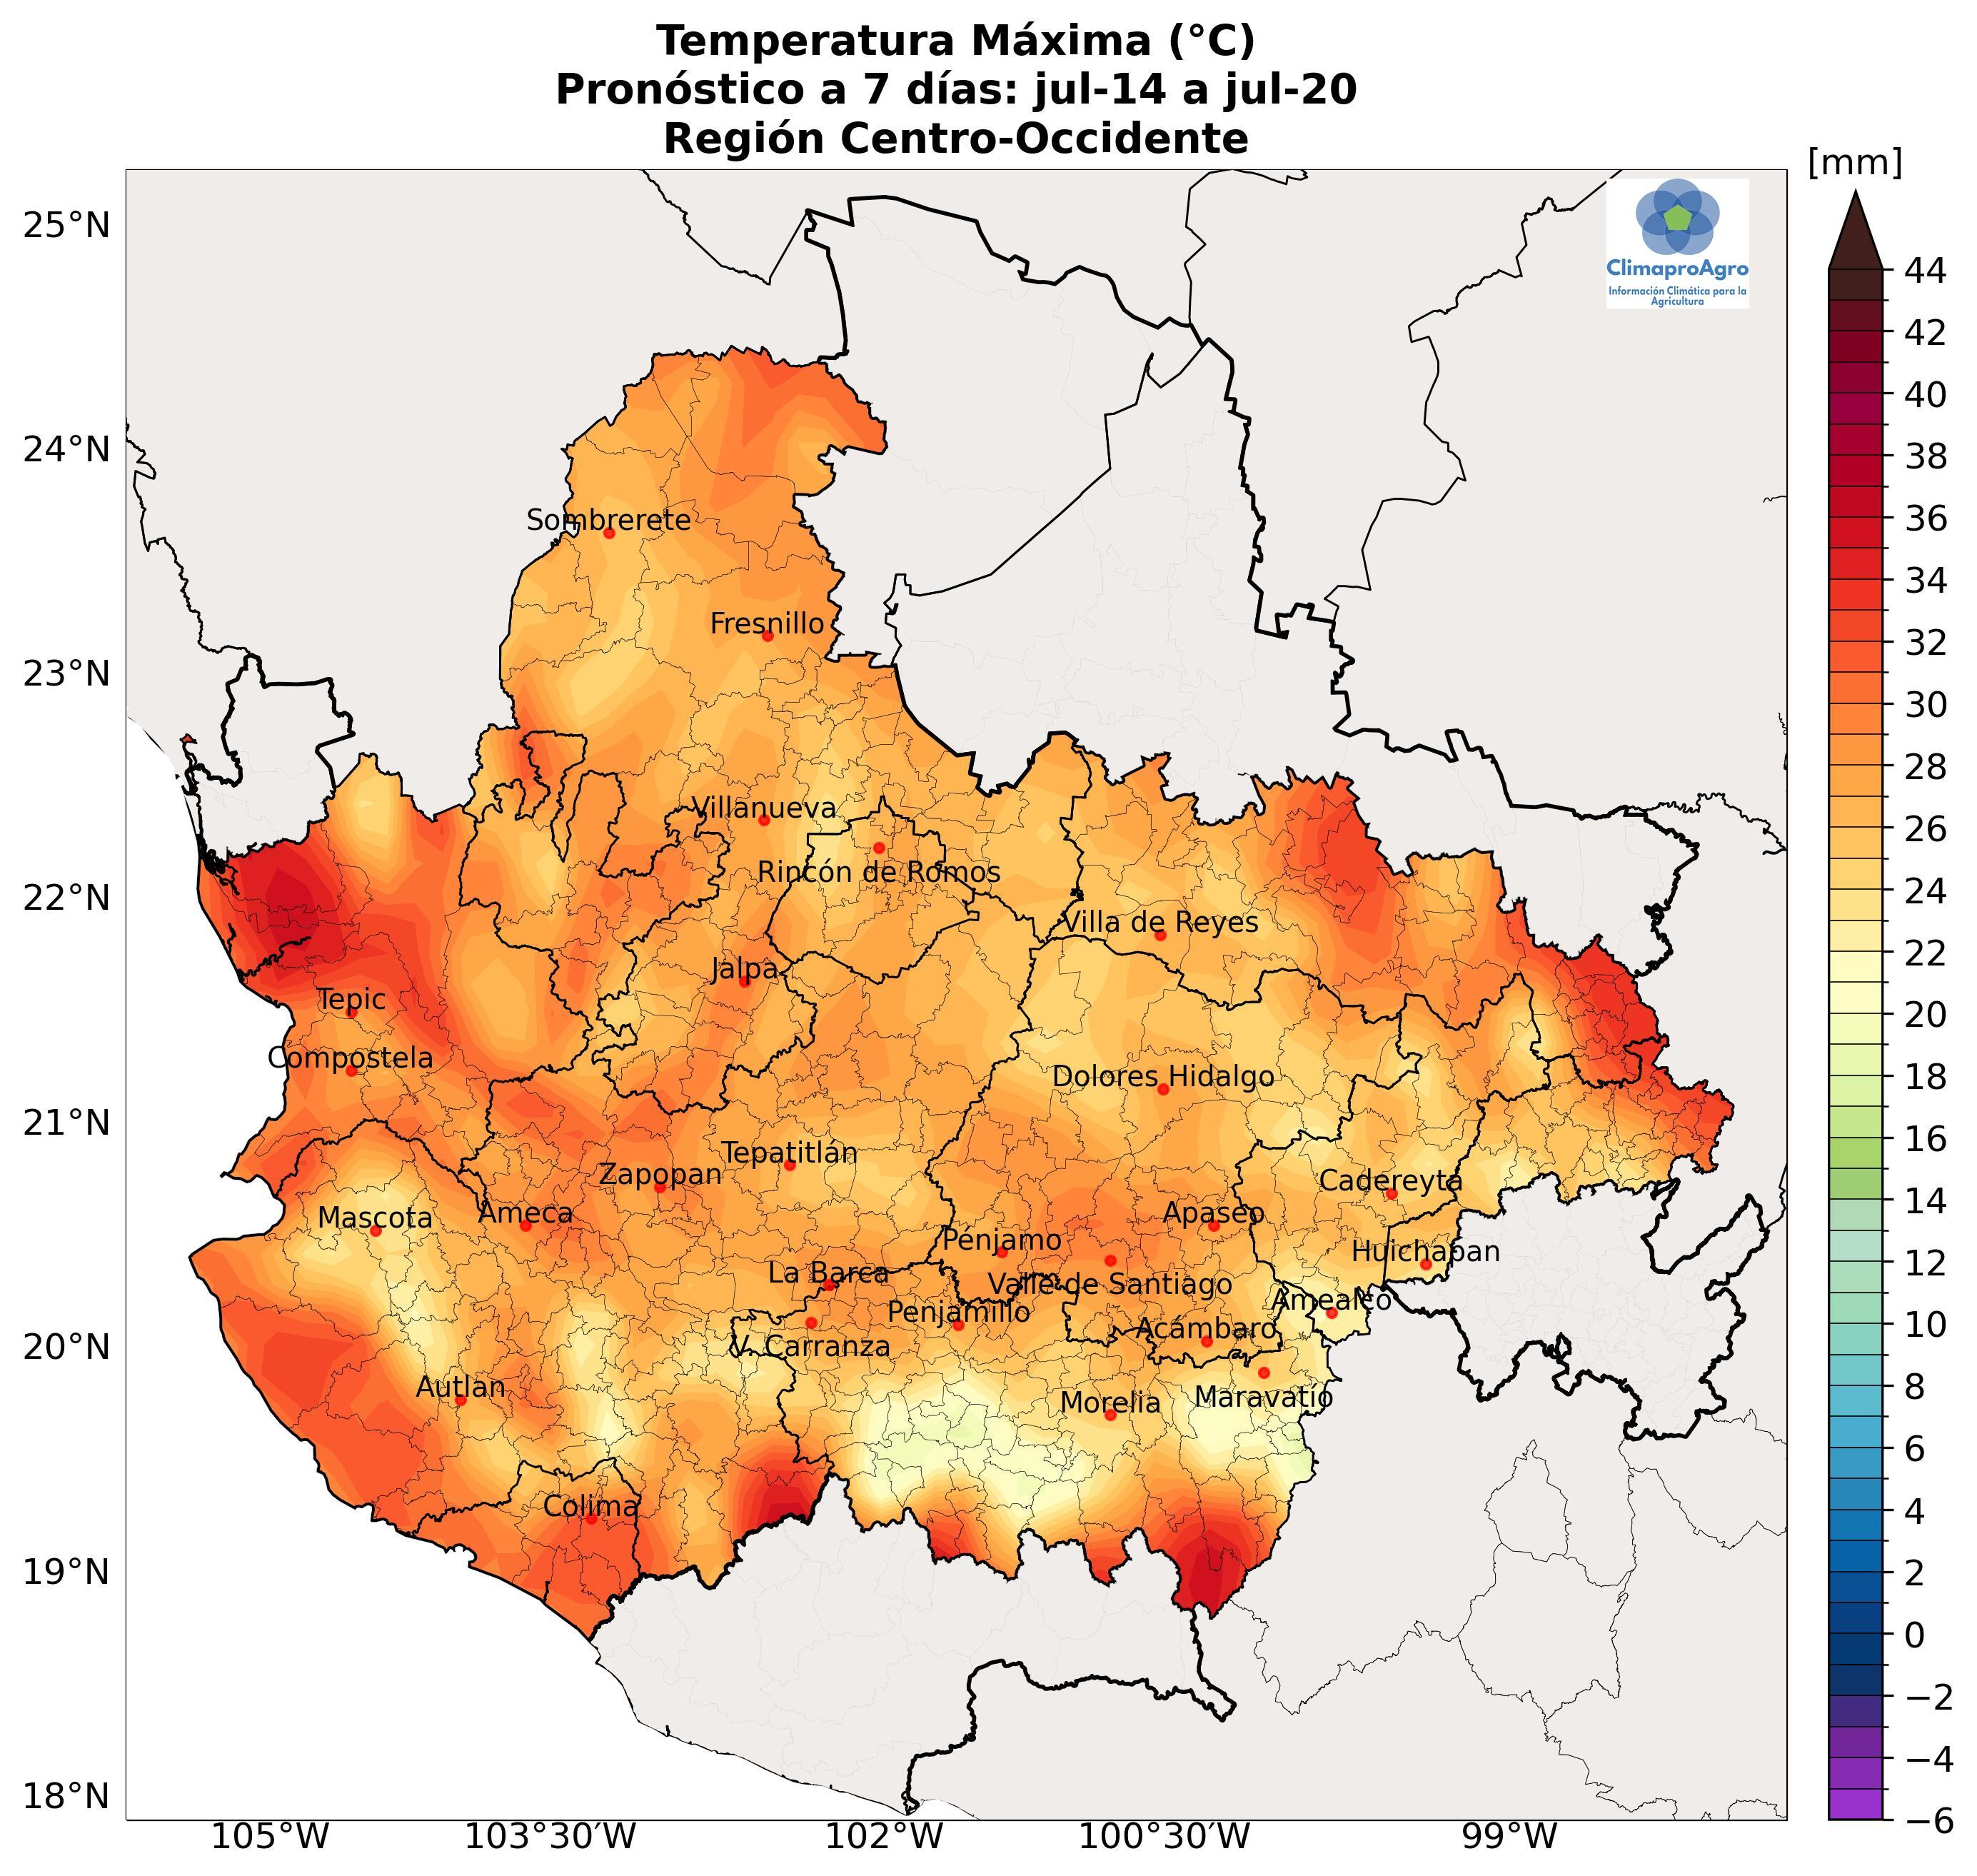 Temperatura Máxima (°C)
Pronóstico a 7 días: jul-14 a jul-20
Región Centro-Occidente
[mm]
ClimaproAgro
Información Climática para la
Agricultura
25°N
24°N
23°N
22°N
21°N
20°N
19°N
18°N
105°W
103°30′W
102°W
100°30′W
99°W
44
42
40
38
36
34
32
30
28
26
24
22
20
18
16
14
12
10
8
6
4
2
0
−2
−4
−6
Sombrerete
Fresnillo
Villanueva
Rincón de Romos
Villa de Reyes
Jalpa
Tepic
Compostela
Dolores Hidalgo
Tepatitlán
Zapopan
Cadereyta
Mascota
Ameca
Apaseo
Pénjamo
Huichapan
La Barca
Valle de Santiago
Amealco
Penjamillo
Acámbaro
V. Carranza
Autlan
Morelia
Maravatío
Colima